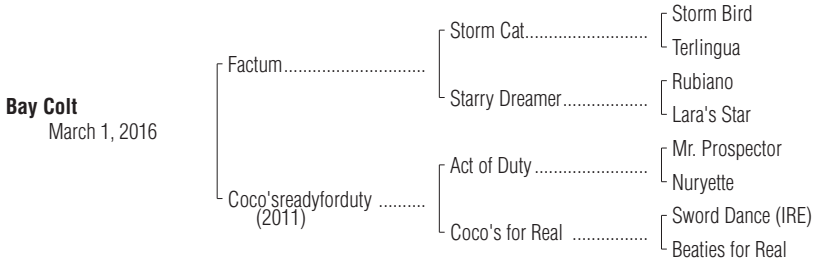 Storm Bird
Storm Cat..............................
Terlingua
Factum.............................
Rubiano
Starry Dreamer.....................
Lara's Star
Bay Colt
March 1, 2016
Mr. Prospector
Act of Duty ............................
Nuryette
Coco'sreadyforduty ..........
(2011)
Sword Dance (IRE)
Coco's for Real ....................
Beaties for Real